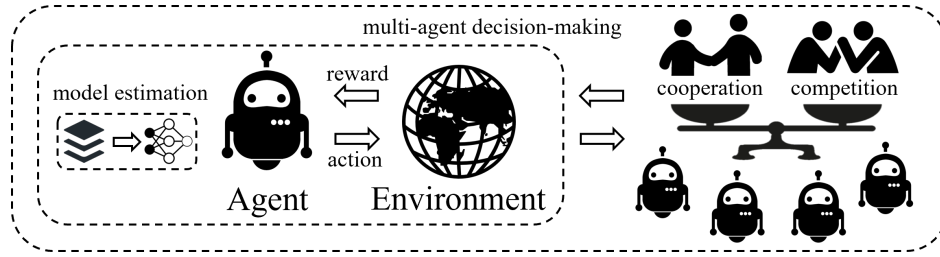 multi-agent decision-making
model estimation
reward
action
Agent
Environment
cooperation
competition